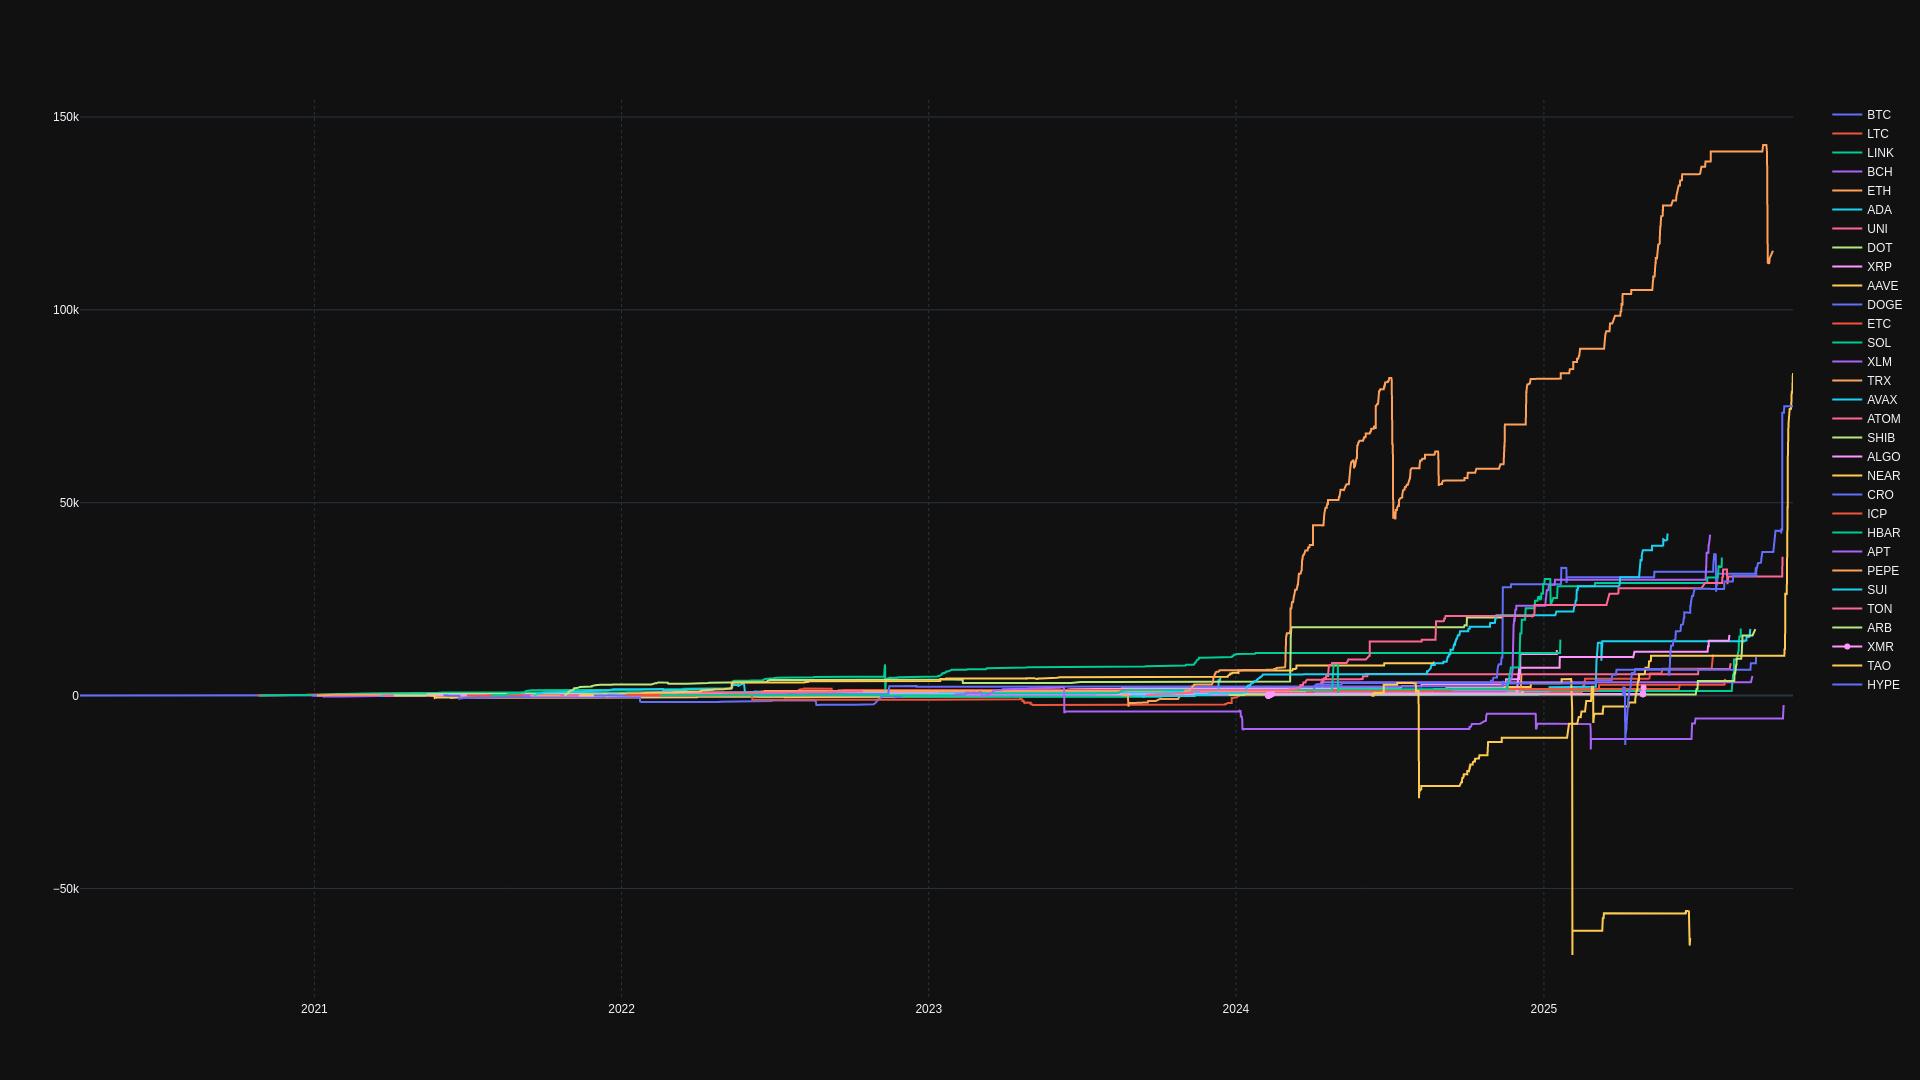 150k
100k
50k
0
−50k
2021
2022
2023
2024
2025
BTC
LTC
LINK
BCH
ETH
ADA
UNI
DOT
XRP
AAVE
DOGE
ETC
SOL
XLM
TRX
AVAX
ATOM
SHIB
ALGO
NEAR
CRO
ICP
HBAR
APT
PEPE
SUI
TON
ARB
XMR
TAO
HYPE